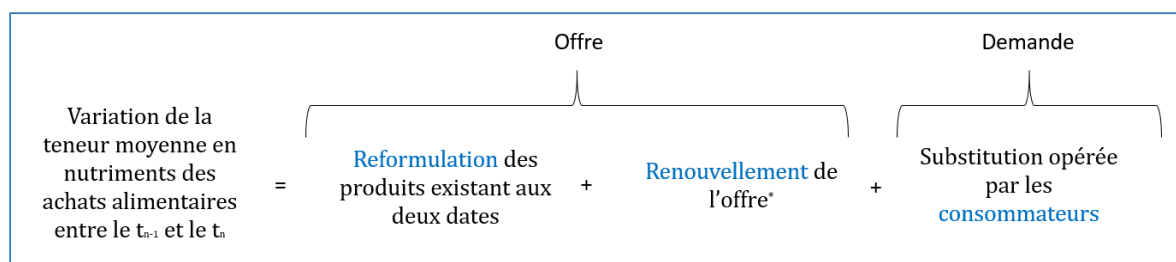 Offre
Demande
Variation de la
teneur moyenne en
nutriments des
achats alimentaires
entre le tₙ₋₁ et le tₙ
=
Reformulation des
produits existant aux
deux dates
+
Renouvellement de
l’offre*
+
Substitution opérée
par les
consommateurs